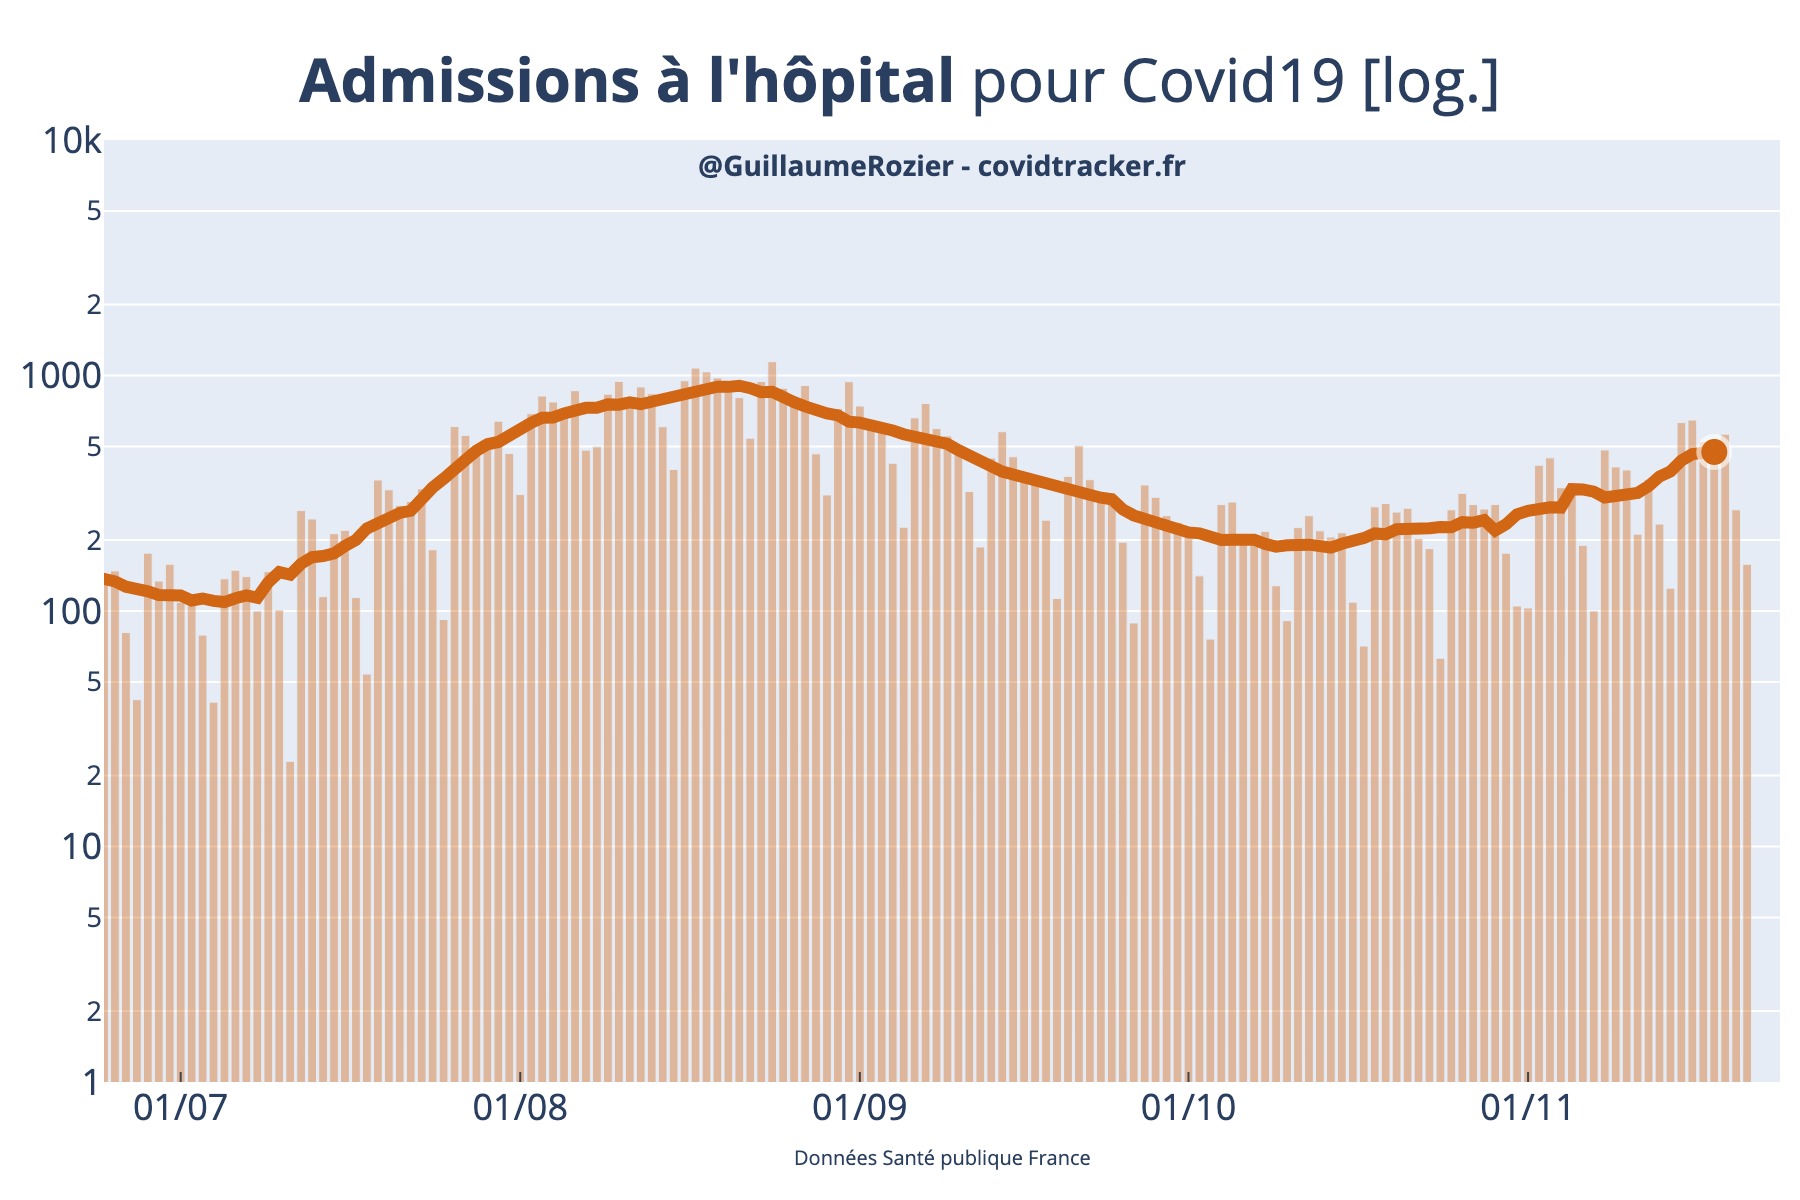 Admissions à l'hôpital pour Covid19 [log.]
@GuillaumeRozier - covidtracker.fr
10k
5
2
1000
5
2
100
5
2
10
5
2
1
01/07 01/08 01/09 01/10 01/11
Données Santé publique France